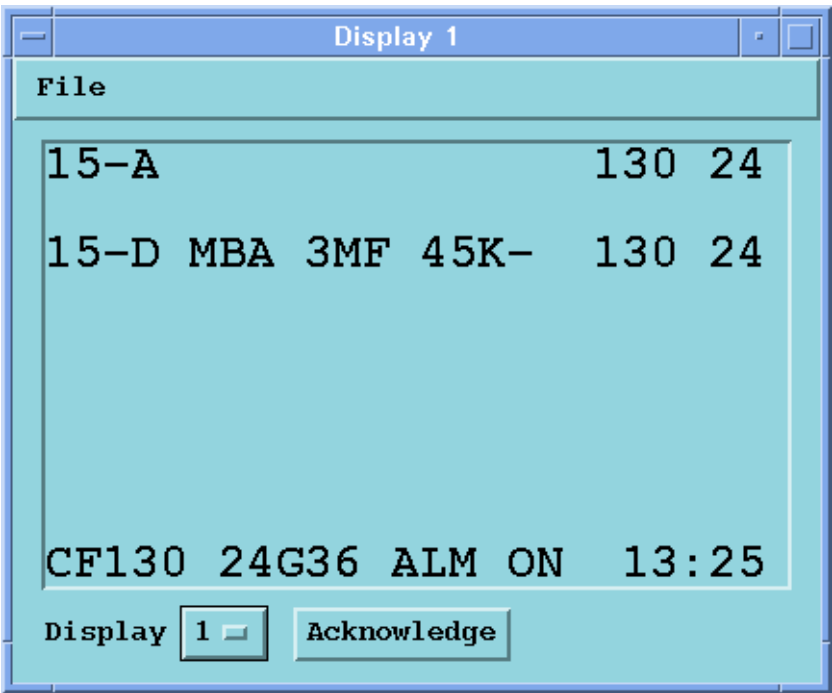 Display 1
File
15-A 130 24
15-D MBA 3MF 45K- 130 24
CF130 24G36 ALM ON 13:25
Display 1 Acknowledge